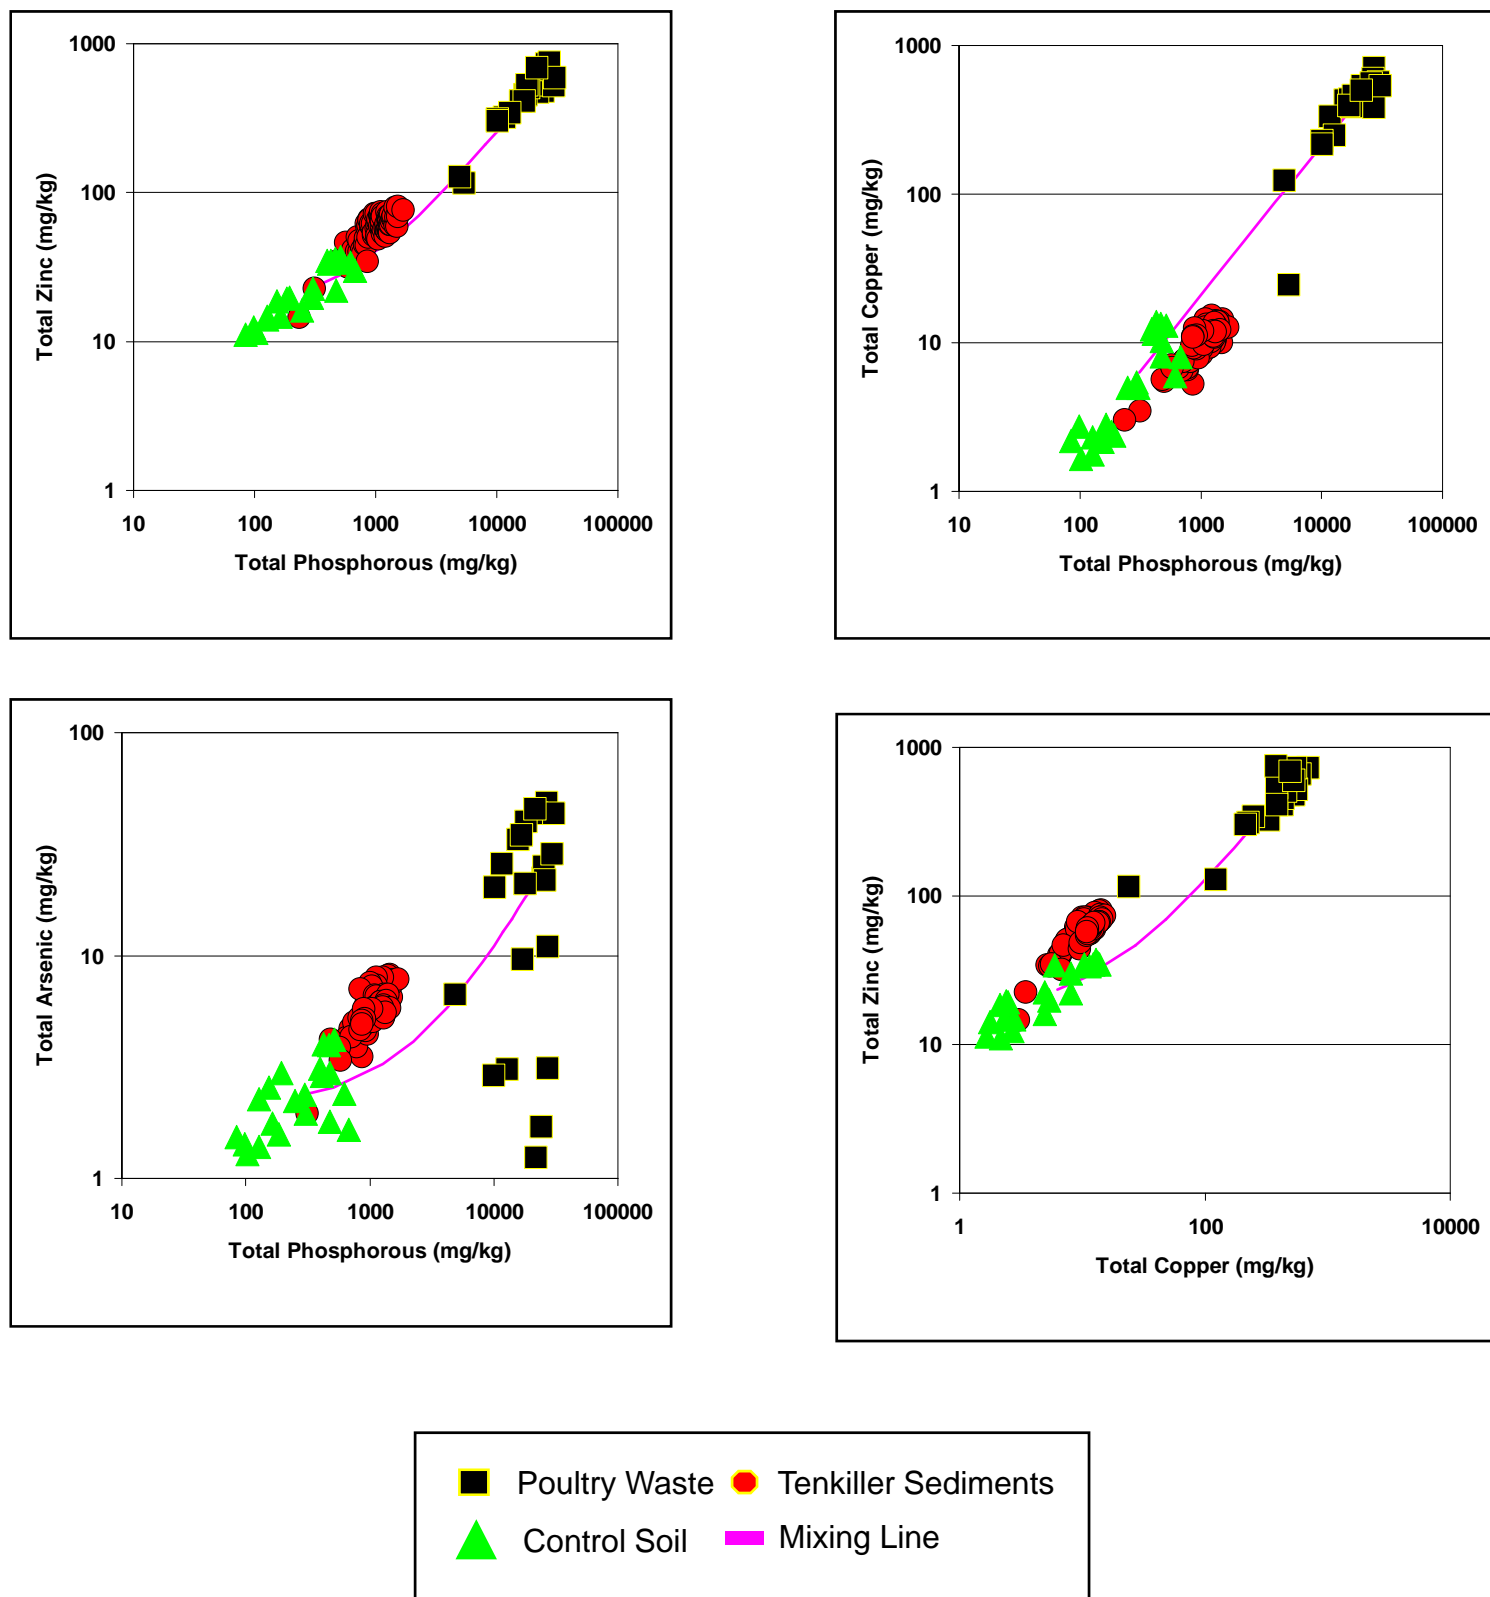 1000
100
10
1
Total Zinc (mg/kg)
10 100 1000 10000 100000
Total Phosphorous (mg/kg)
1000
100
10
1
Total Copper (mg/kg)
10 100 1000 10000 100000
Total Phosphorous (mg/kg)
100
10
1
Total Arsenic (mg/kg)
10 100 1000 10000 100000
Total Phosphorous (mg/kg)
1000
100
10
1
Total Zinc (mg/kg)
1 100 10000
Total Copper (mg/kg)
Poultry Waste Tenkiller Sediments
Control Soil Mixing Line